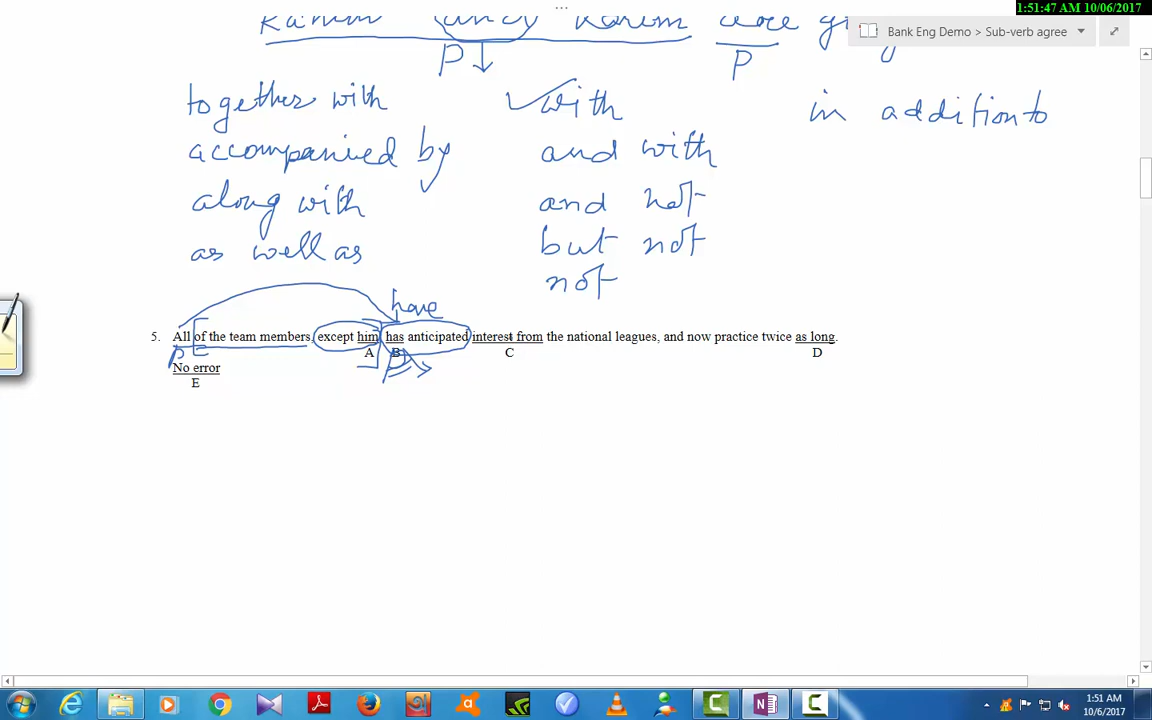 1:51:47 AM 10/06/2017
Bank Eng Demo > Sub-verb agree
P
P
together with
with
in addition to
accompanied by
and with
along with
and not
as well as
but not
not
have
5. All of the team members, except him has anticipated interest from the national leagues, and now practice twice as long.
P
A B C D
No error
E
1:51 AM
10/6/2017